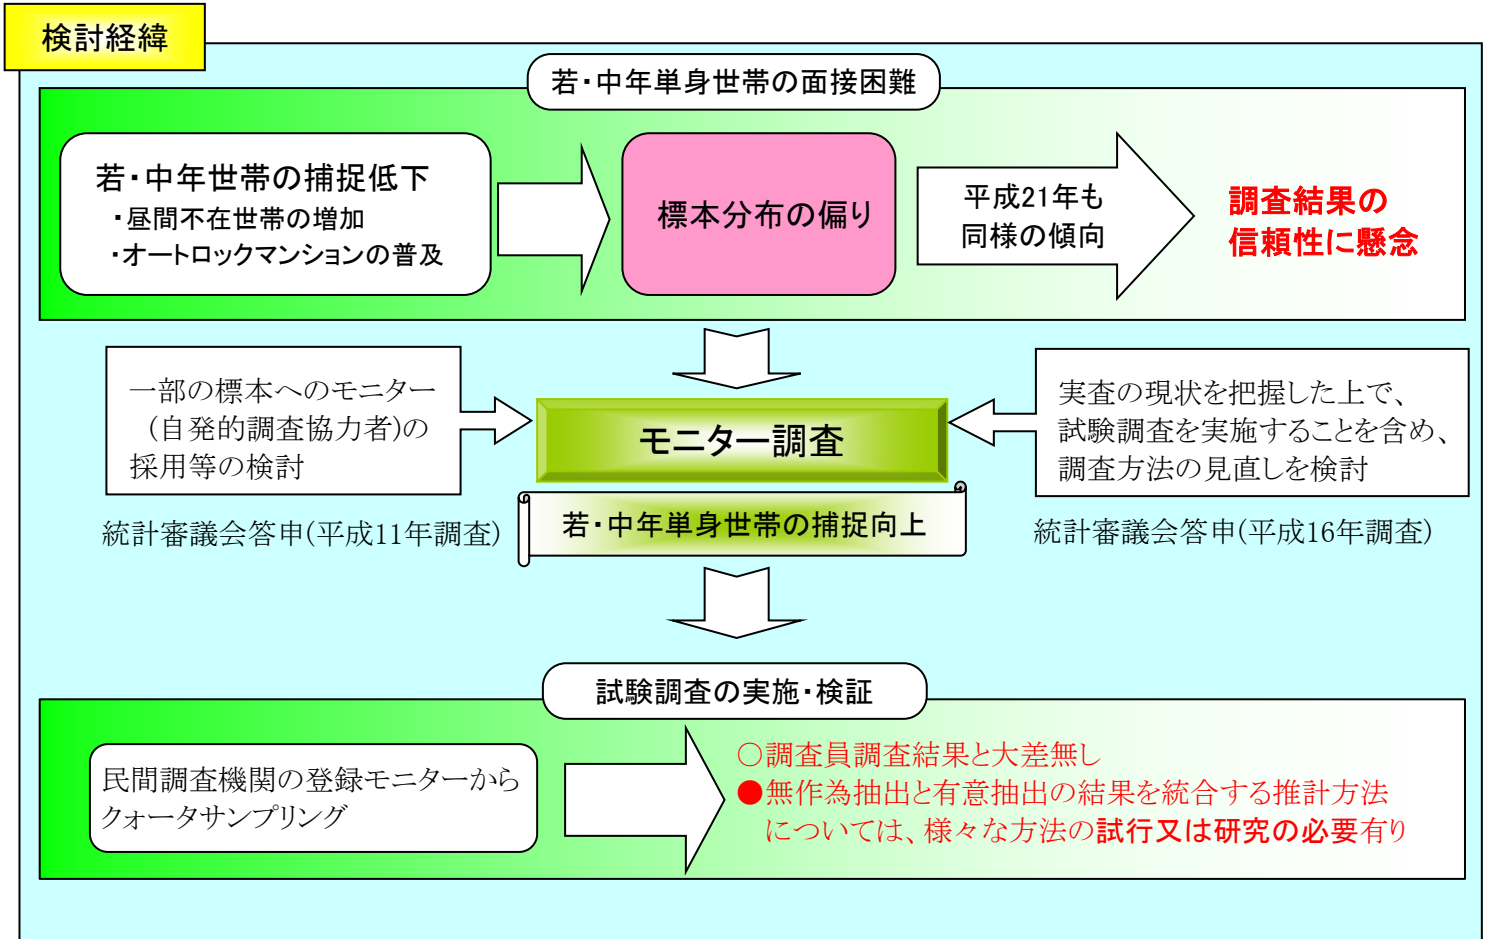 検討経緯
若・中年単身世帯の面接困難
若・中年世帯の捕捉低下
・昼間不在世帯の増加
・オートロックマンションの普及
標本分布の偏り
平成21年も
同様の傾向
調査結果の
信頼性に懸念
一部の標本へのモニター
(自発的調査協力者)の
採用等の検討
統計審議会答申(平成11年調査)
モニター調査
若・中年単身世帯の捕捉向上
実査の現状を把握した上で、
試験調査を実施することを含め、
調査方法の見直しを検討
統計審議会答申(平成16年調査)
試験調査の実施・検証
民間調査機関の登録モニターから
クォータサンプリング
○調査員調査結果と大差無し
●無作為抽出と有意抽出の結果を統合する推計方法
については、様々な方法の試行又は研究の必要有り